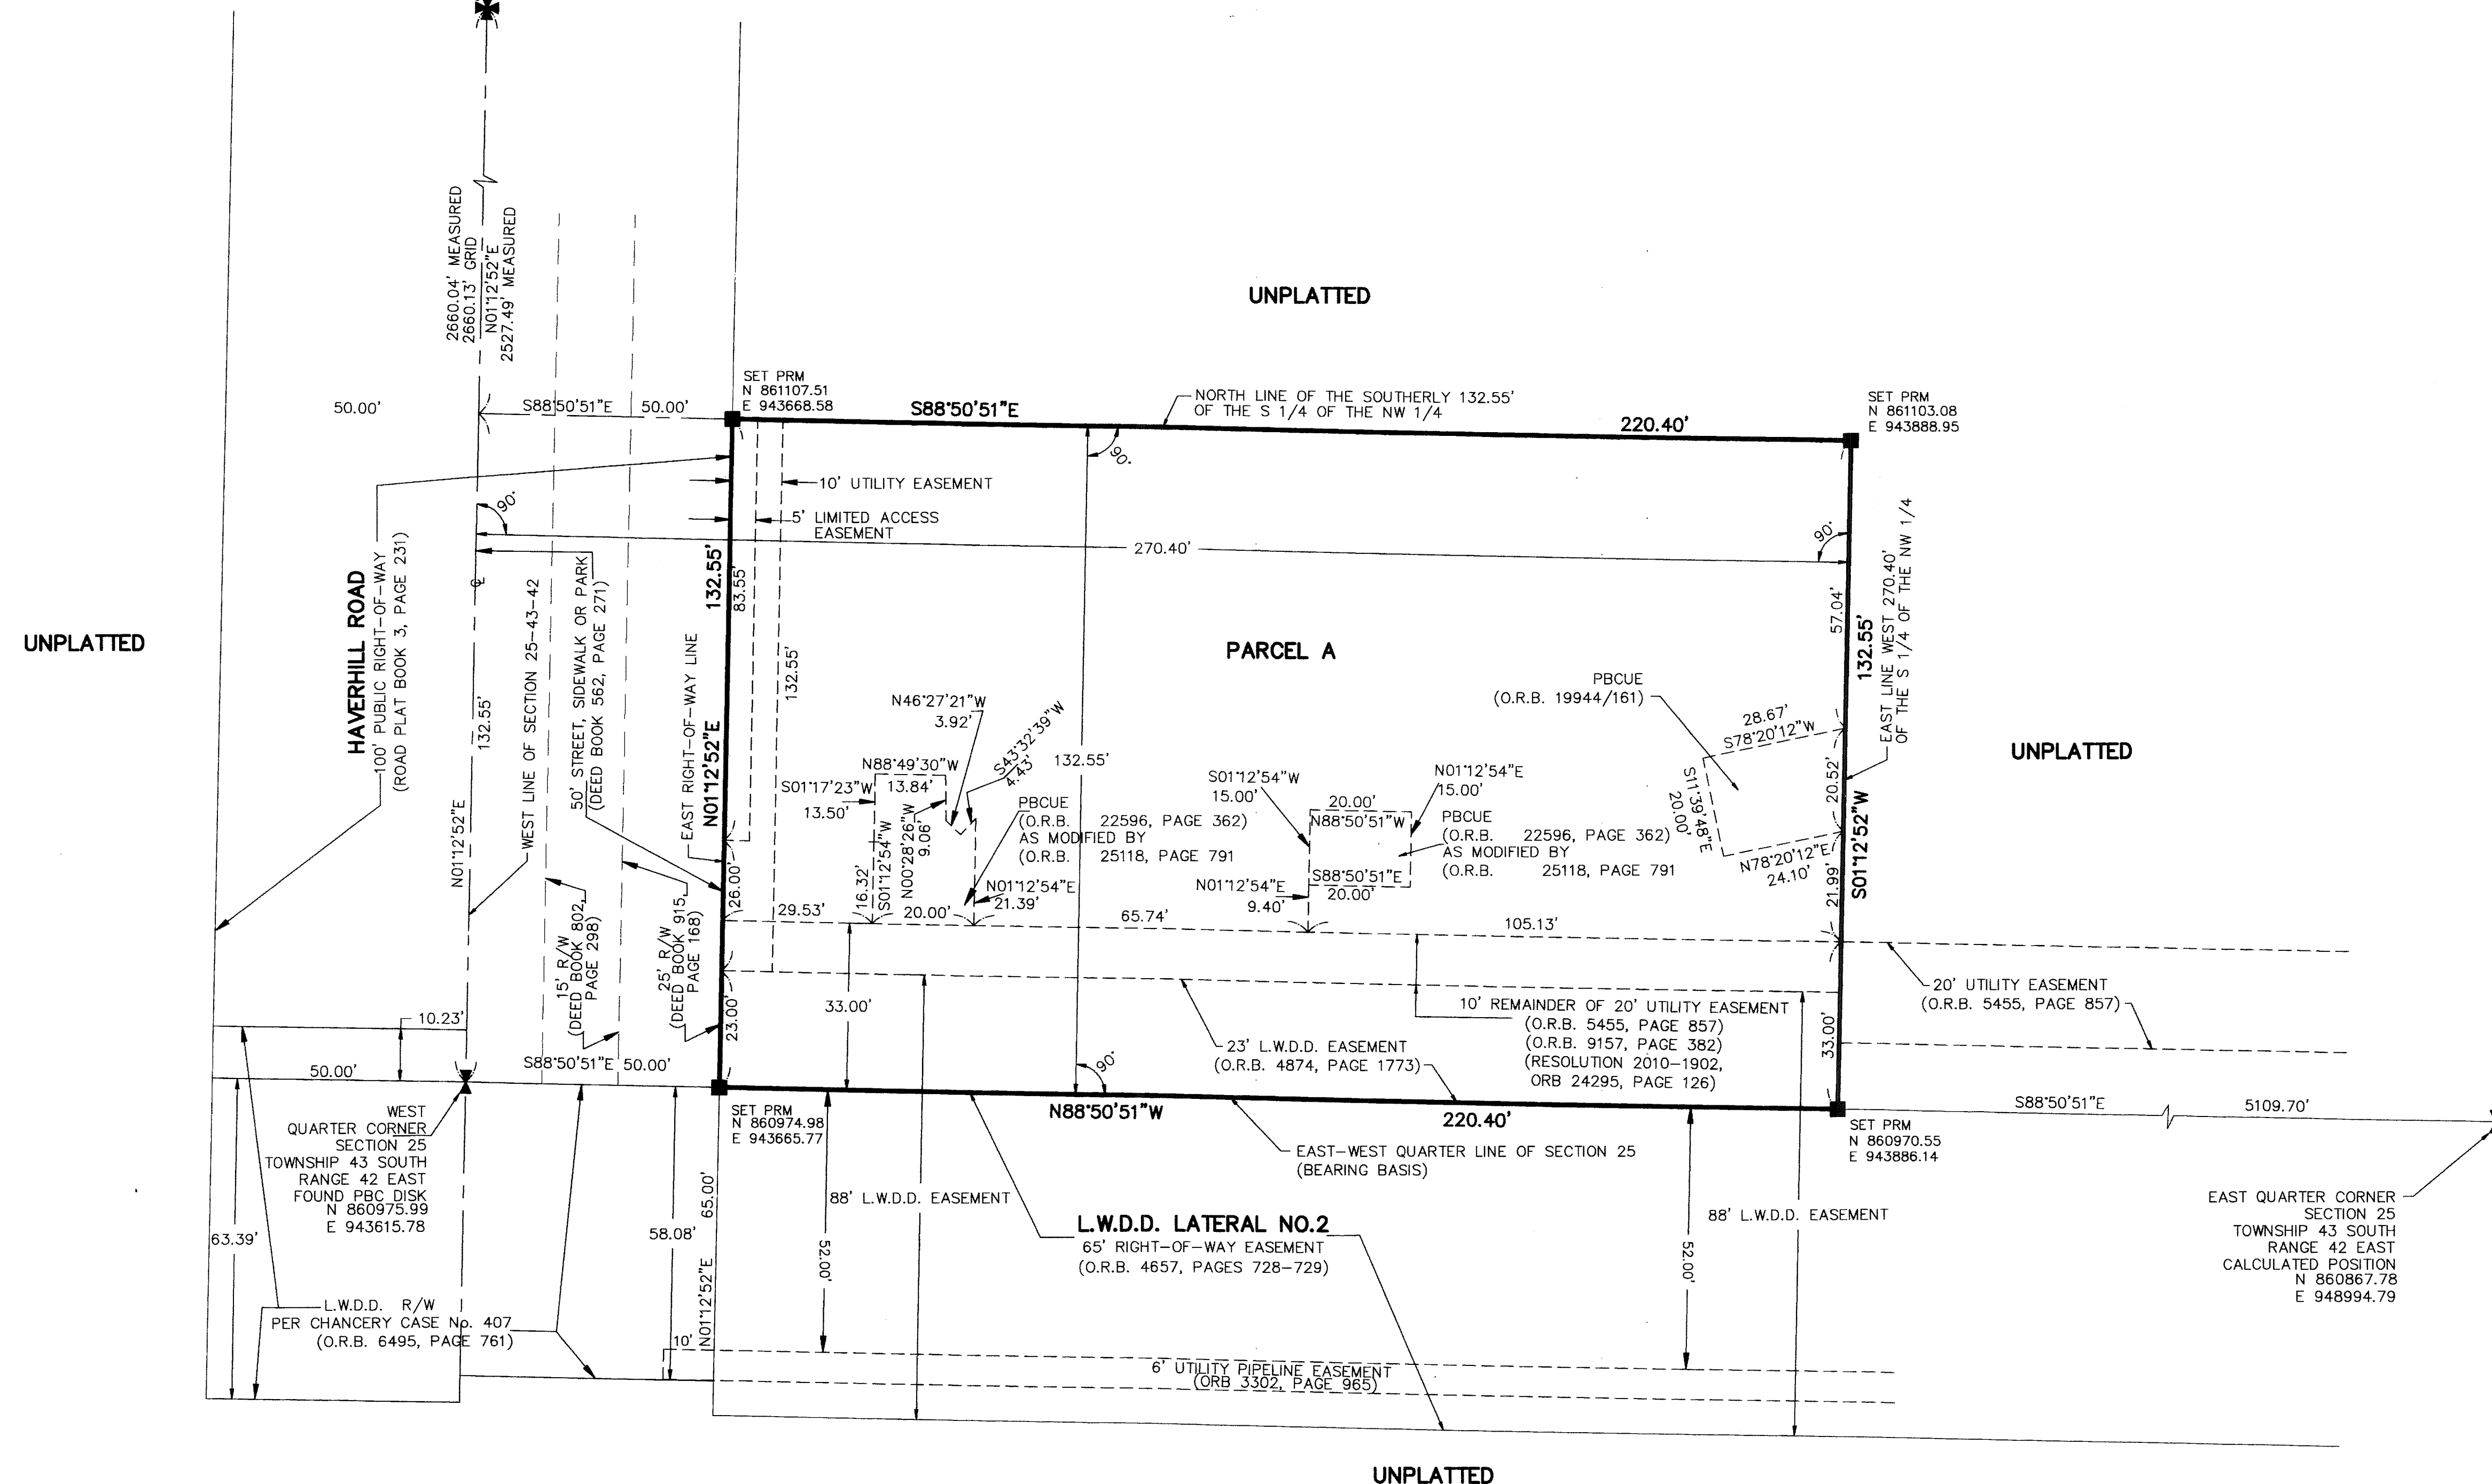 2660.04' MEASURED
2660.13' GRID
N01°12'52"E
2527.49' MEASURED
UNPLATTED
50.00'
S88°50'51"E
50.00'
SET PRM
N 861107.51
E 943668.58
S88°50'51"E
NORTH LINE OF THE SOUTHERLY 132.55'
OF THE S 1/4 OF THE NW 1/4
220.40'
SET PRM
N 861103.08
E 943888.95
90°
10' UTILITY EASEMENT
5' LIMITED ACCESS
EASEMENT
90°
270.40'
90°
UNPLATTED
HAVERHILL ROAD
100' PUBLIC RIGHT-OF-WAY
(ROAD PLAT BOOK 3, PAGE 231)
℄
132.55'
N01°12'52"E
WEST LINE OF SECTION 25-43-42
50' STREET, SIDEWALK OR PARK
(DEED BOOK 562, PAGE 271)
15' R/W
(DEED BOOK 802,
PAGE 298)
25' R/W
(DEED BOOK 915,
PAGE 168)
EAST RIGHT-OF-WAY LINE
N01°12'52"E
132.55'
83.55'
26.00'
23.00'
132.55'
PARCEL A
132.55'
N46°27'21"W
3.92'
S43°32'39"W
4.43'
N88°49'30"W
13.84'
S01°17'23"W
13.50'
16.32'
S01°12'54"W
N00°28'26"W
9.06'
PBCUE
(O.R.B. 22596, PAGE 362)
AS MODIFIED BY
(O.R.B. 25118, PAGE 791
N01°12'54"E
21.39'
29.53'
20.00'
65.74'
105.13'
S01°12'54"W
15.00'
20.00'
N88°50'51"W
N01°12'54"E
15.00'
PBCUE
(O.R.B. 22596, PAGE 362)
AS MODIFIED BY
(O.R.B. 25118, PAGE 791
S88°50'51"E
20.00'
N01°12'54"E
9.40'
PBCUE
(O.R.B. 19944/161)
28.67'
S78°20'12"W
S11°39'48"E
20.00'
N78°20'12"E
24.10'
57.04'
20.52'
21.99'
33.00'
132.55'
S01°12'52"W
EAST LINE WEST 270.40'
OF THE S 1/4 OF THE NW 1/4
UNPLATTED
20' UTILITY EASEMENT
(O.R.B. 5455, PAGE 857)
10' REMAINDER OF 20' UTILITY EASEMENT
(O.R.B. 5455, PAGE 857)
(O.R.B. 9157, PAGE 382)
(RESOLUTION 2010-1902,
ORB 24295, PAGE 126)
33.00'
23' L.W.D.D. EASEMENT
(O.R.B. 4874, PAGE 1773)
90°
10.23'
50.00'
S88°50'51"E 50.00'
WEST
QUARTER CORNER
SECTION 25
TOWNSHIP 43 SOUTH
RANGE 42 EAST
FOUND PBC DISK
N 860975.99
E 943615.78
SET PRM
N 860974.98
E 943665.77
N88°50'51"W
220.40'
EAST-WEST QUARTER LINE OF SECTION 25
(BEARING BASIS)
SET PRM
N 860970.55
E 943886.14
S88°50'51"E
5109.70'
EAST QUARTER CORNER
SECTION 25
TOWNSHIP 43 SOUTH
RANGE 42 EAST
CALCULATED POSITION
N 860867.78
E 948994.79
63.39'
L.W.D.D. R/W
PER CHANCERY CASE No. 407
(O.R.B. 6495, PAGE 761)
58.08'
65.00'
N01°12'52"E
10'
52.00'
88' L.W.D.D. EASEMENT
L.W.D.D. LATERAL NO.2
65' RIGHT-OF-WAY EASEMENT
(O.R.B. 4657, PAGES 728-729)
52.00'
88' L.W.D.D. EASEMENT
6' UTILITY PIPELINE EASEMENT
(ORB 3302, PAGE 965)
UNPLATTED